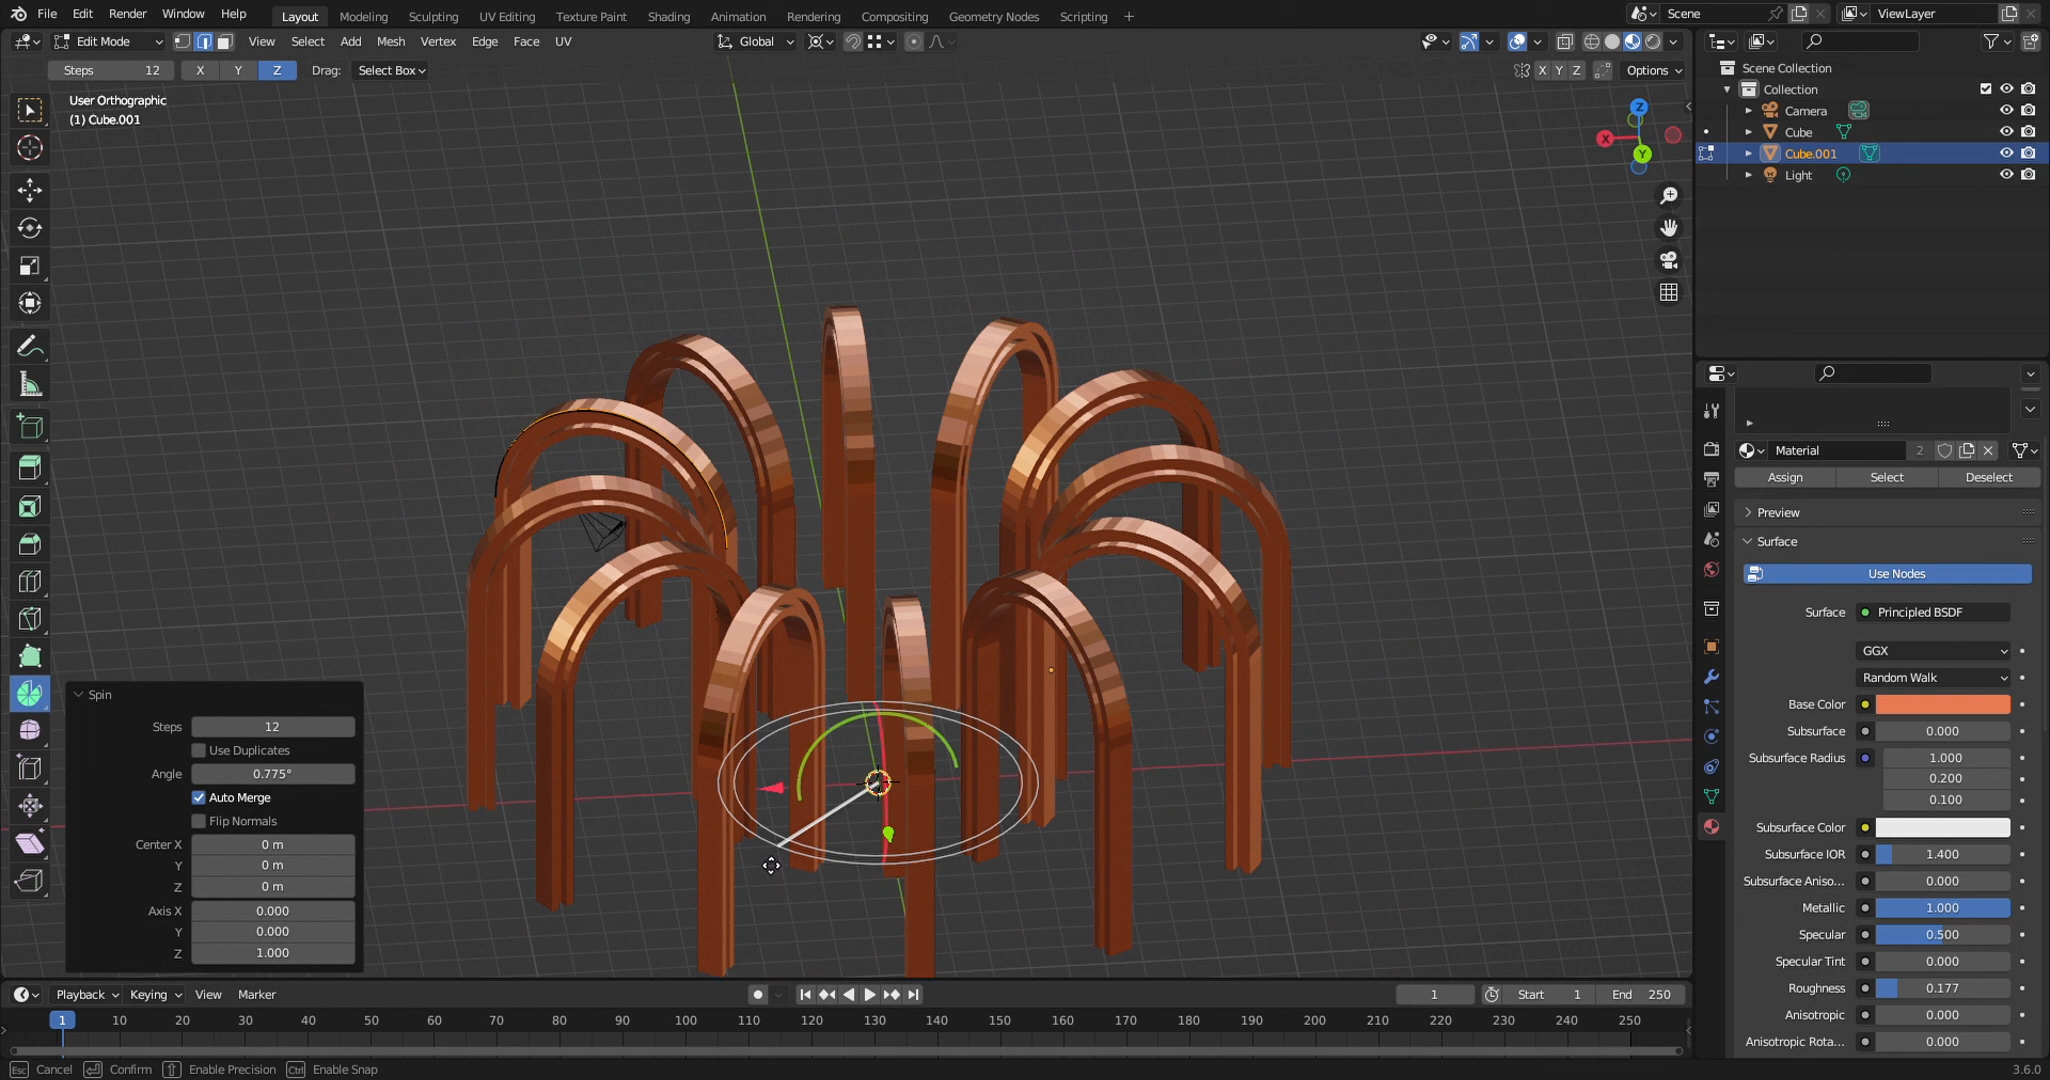 File Edit Render Window Help Layout Modeling Sculpting UV Editing Texture Paint Shading Animation Rendering Compositing Geometry Nodes Scripting + Scene ViewLayer
Edit Mode View Select Add Mesh Vertex Edge Face UV Global
Steps 12 X Y Z Drag: Select Box X Y Z Options
User Orthographic
(1) Cube.001
Z
X
Y
Scene Collection
Collection
Camera
Cube
Cube.001
Light
Material 2
Assign Select Deselect
Preview
Surface
Use Nodes
Surface Principled BSDF
GGX
Random Walk
Base Color
Subsurface 0.000
Subsurface Radius 1.000
0.200
0.100
Subsurface Color
Subsurface IOR 1.400
Subsurface Aniso... 0.000
Metallic 1.000
Specular 0.500
Specular Tint 0.000
Roughness 0.177
Anisotropic 0.000
Anisotropic Rota... 0.000
Spin
Steps 12
Use Duplicates
Angle 0.775°
Auto Merge
Flip Normals
Center X 0 m
Y 0 m
Z 0 m
Axis X 0.000
Y 0.000
Z 1.000
Playback Keying View Marker 1 Start 1 End 250
1 10 20 30 40 50 60 70 80 90 100 110 120 130 140 150 160 170 180 190 200 210 220 230 240 250
Esc Cancel Confirm Enable Precision Ctrl Enable Snap 3.6.0